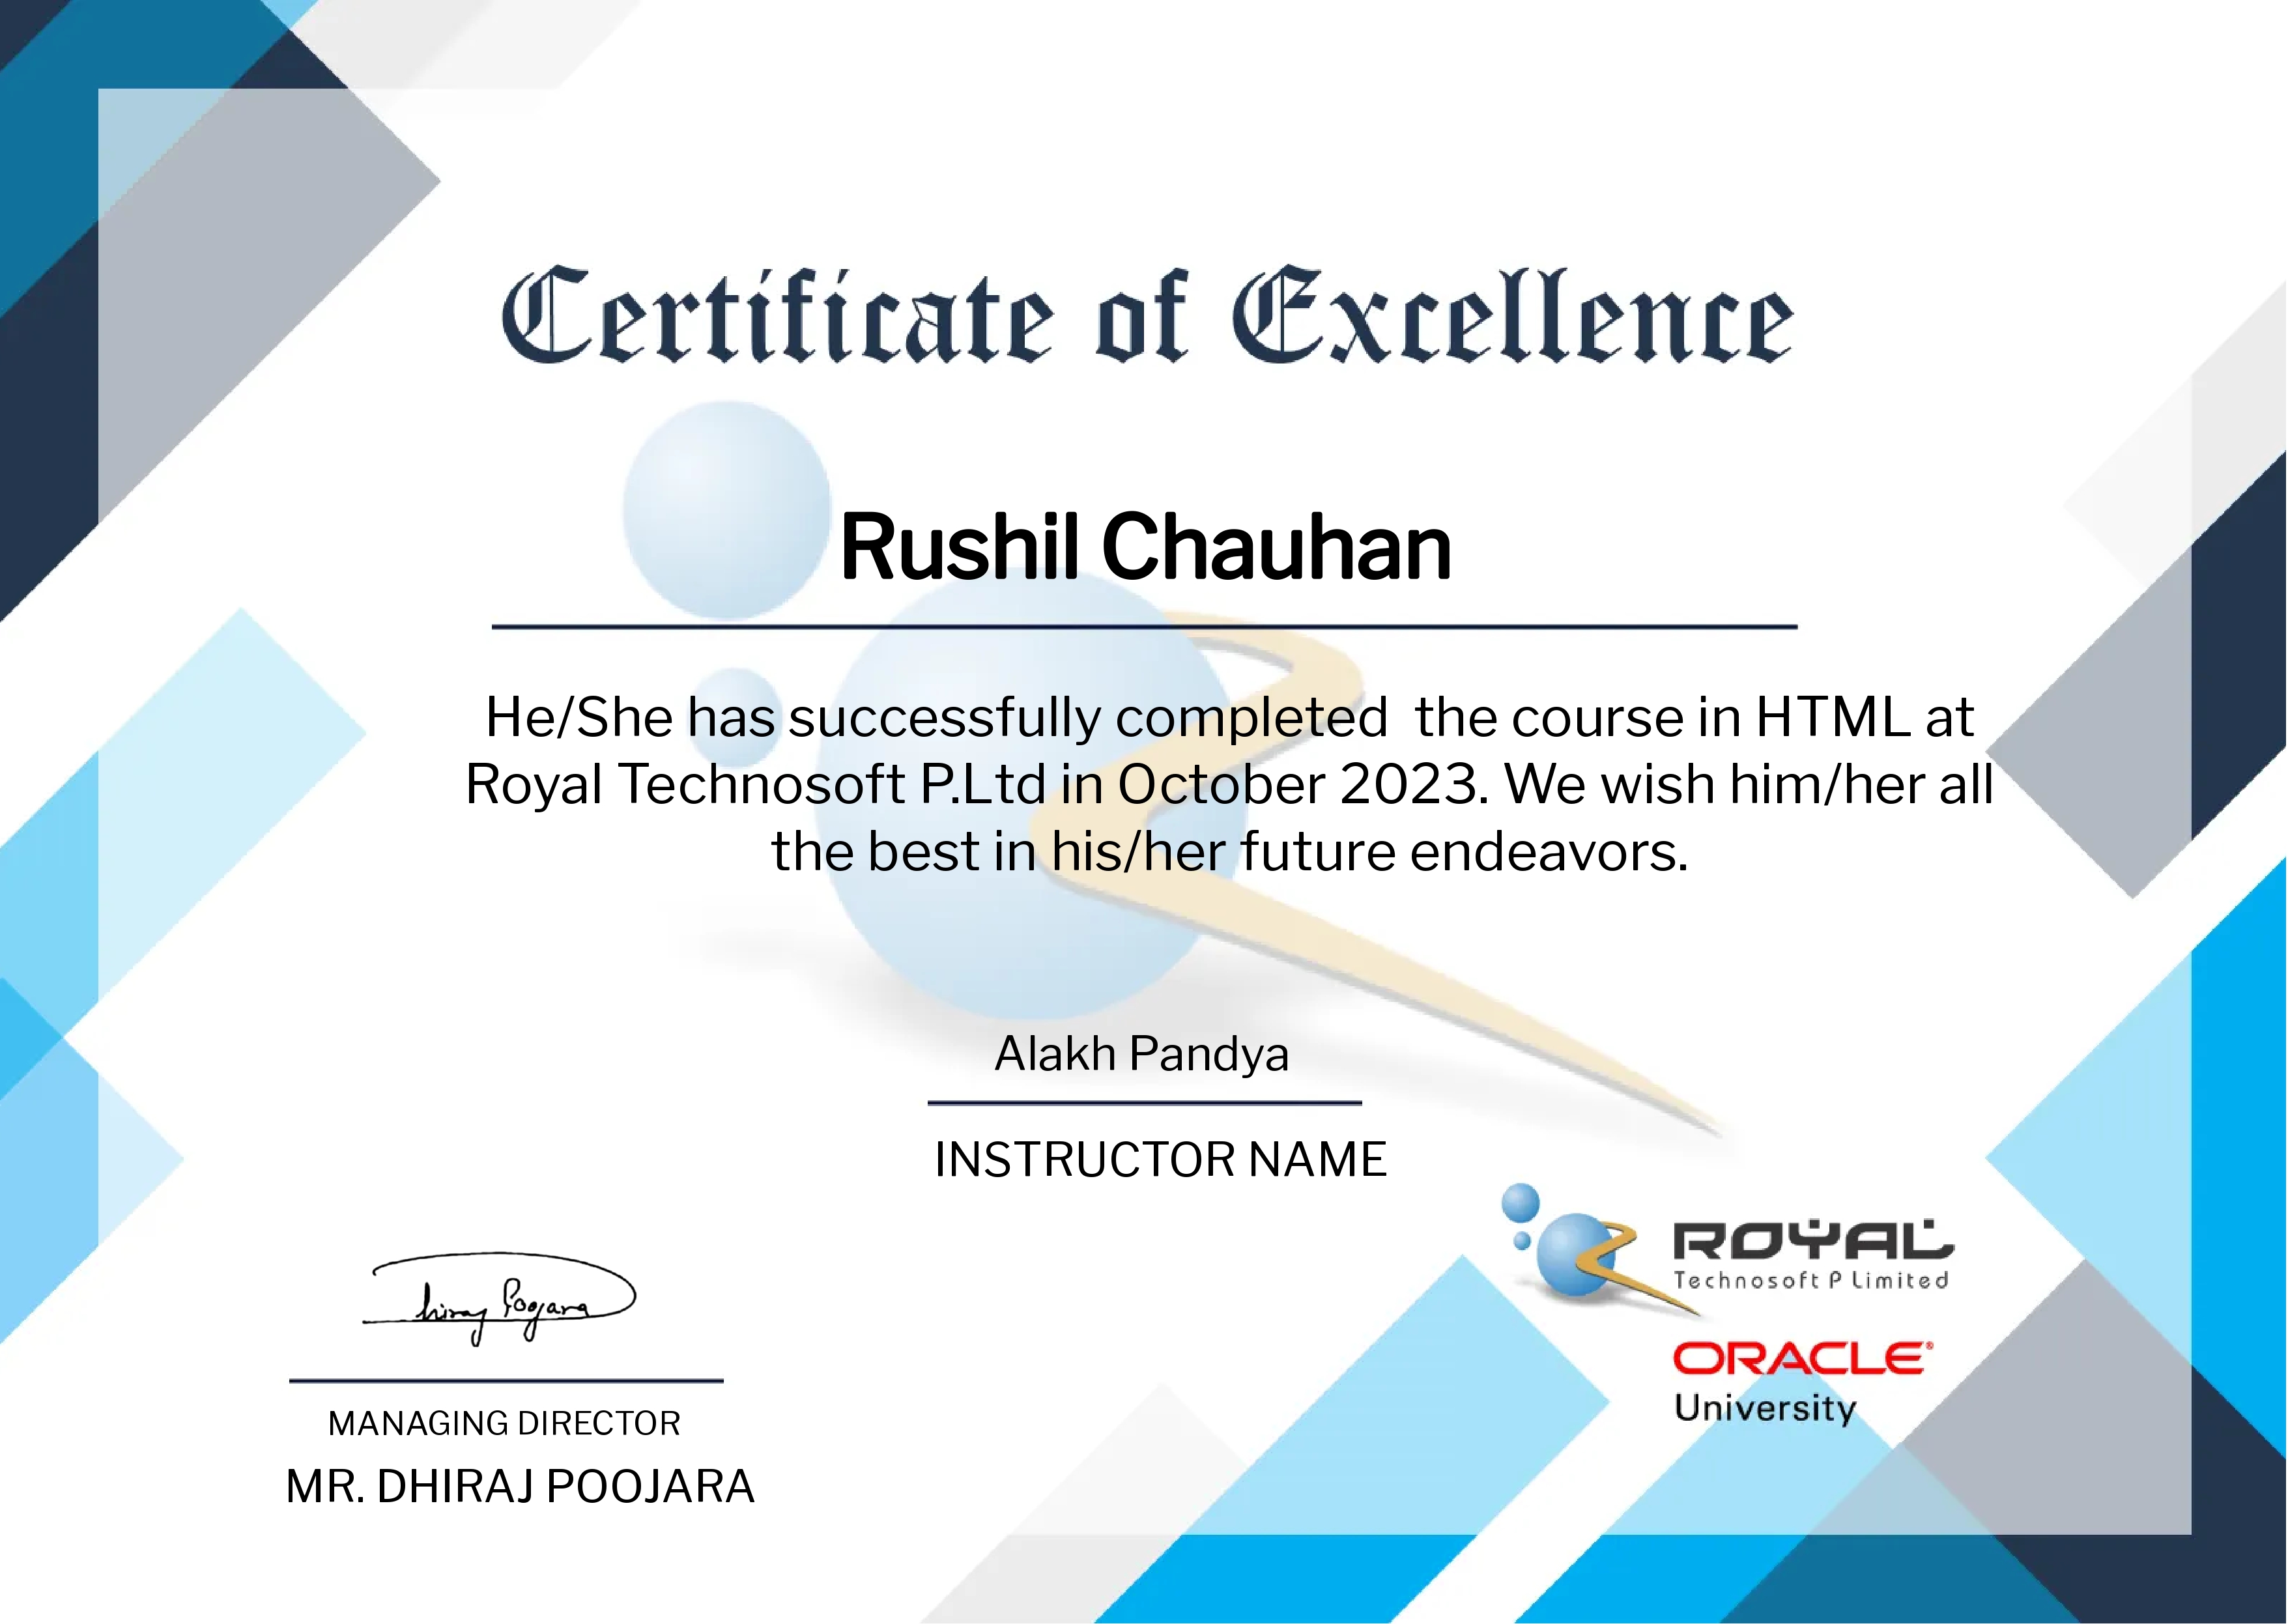 Certificate of Excellence
Rushil Chauhan
He/She has successfully completed  the course in HTML at
Royal Technosoft P.Ltd in October 2023. We wish him/her all
the best in his/her future endeavors.
Alakh Pandya
INSTRUCTOR NAME
ROYAL
Technosoft P Limited
ORACLE®
University
hiraj Poojara
MANAGING DIRECTOR
MR. DHIRAJ POOJARA